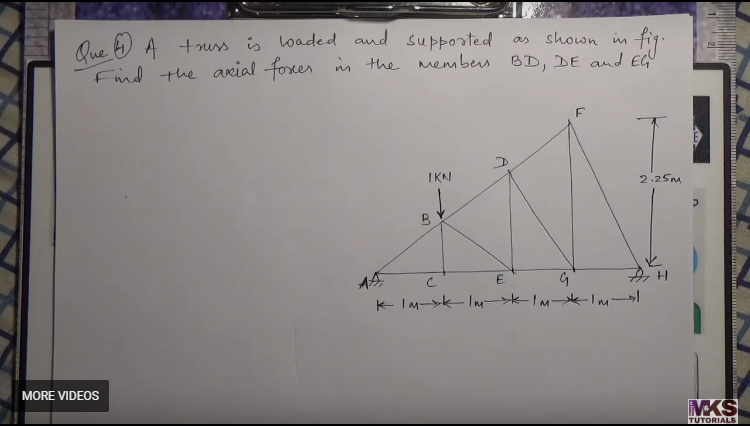 Que 4 A truss is loaded and supported as shown in fig.
Find the axial forces in the members BD, DE and EG
F
D
1KN
2.25m
B
A C E G H
1m 1m 1m 1m
MORE VIDEOS
MKS
TUTORIALS